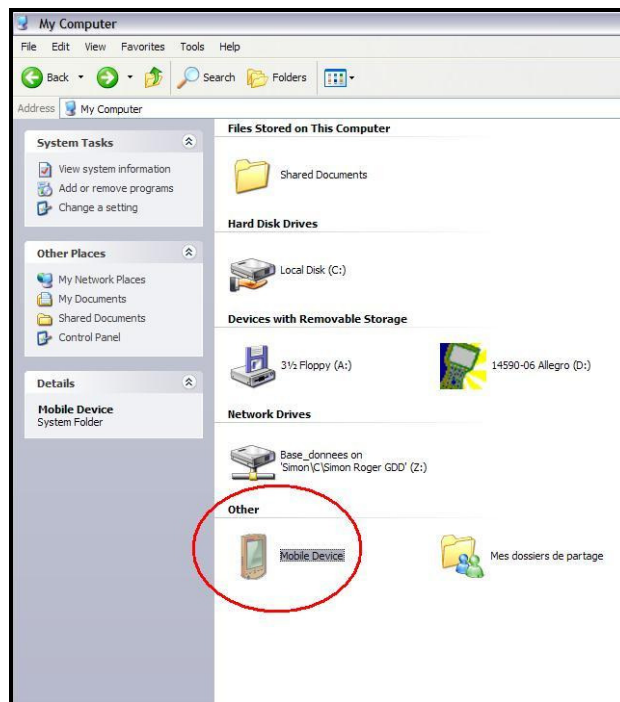 My Computer
File Edit View Favorites Tools Help
Back Search Folders
Address My Computer
System Tasks
View system information
Add or remove programs
Change a setting
Other Places
My Network Places
My Documents
Shared Documents
Control Panel
Details
Mobile Device
System Folder
Files Stored on This Computer
Shared Documents
Hard Disk Drives
Local Disk (C:)
Devices with Removable Storage
3½ Floppy (A:)
14590-06 Allegro (D:)
Network Drives
Base_donnees on
'Simon\C\Simon Roger GDD' (Z:)
Other
Mobile Device
Mes dossiers de partage